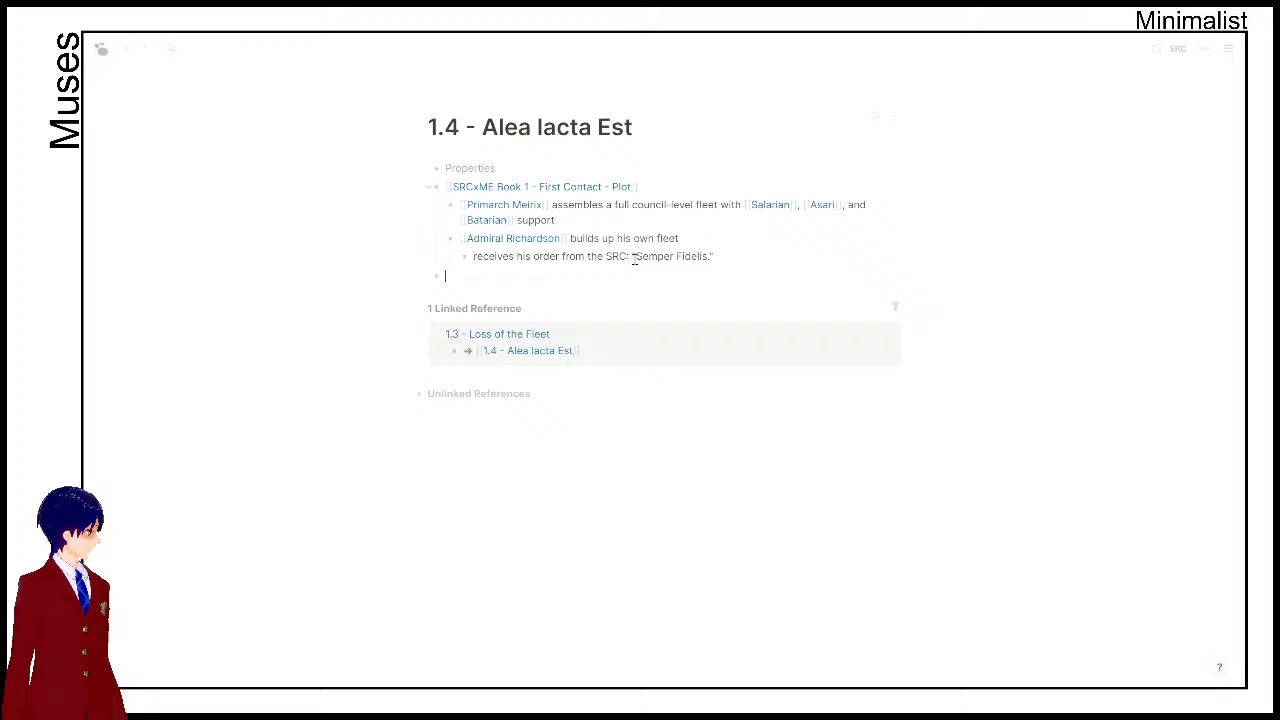 Minimalist
Muses
SRC
1.4 - Alea Iacta Est
Properties
[[SRCxME Book 1 - First Contact - Plot]]
[[Primarch Meirix]] assembles a full council-level fleet with [[Salarian]], [[Asari]], and
[[Batarian]] support
[[Admiral Richardson]] builds up his own fleet
receives his order from the SRC: "Semper Fidelis."
1 Linked Reference
1.3 - Loss of the Fleet
➔ [[1.4 - Alea Iacta Est]]
Unlinked References
?